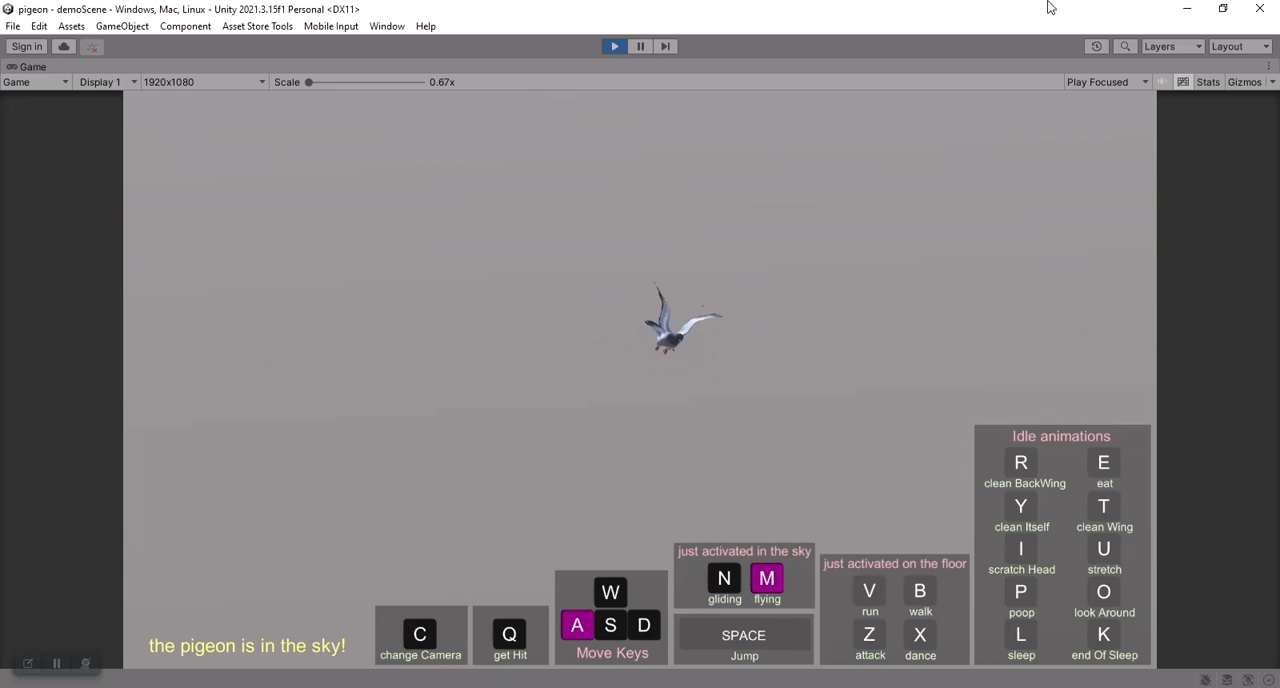 pigeon - demoScene - Windows, Mac, Linux - Unity 2021.3.15f1 Personal <DX11>
File Edit Assets GameObject Component Asset Store Tools Mobile Input Window Help
Sign in Layers Layout
Game
Game Display 1 1920x1080 Scale 0.67x Play Focused Stats Gizmos
Idle animations
R E
clean BackWing eat
Y T
clean Itself clean Wing
I U
scratch Head stretch
P O
poop look Around
L K
sleep end Of Sleep
just activated in the sky
N M
gliding flying
SPACE
Jump
just activated on the floor
V B
run walk
Z X
attack dance
W
A S D
Move Keys
Q
get Hit
C
change Camera
the pigeon is in the sky!